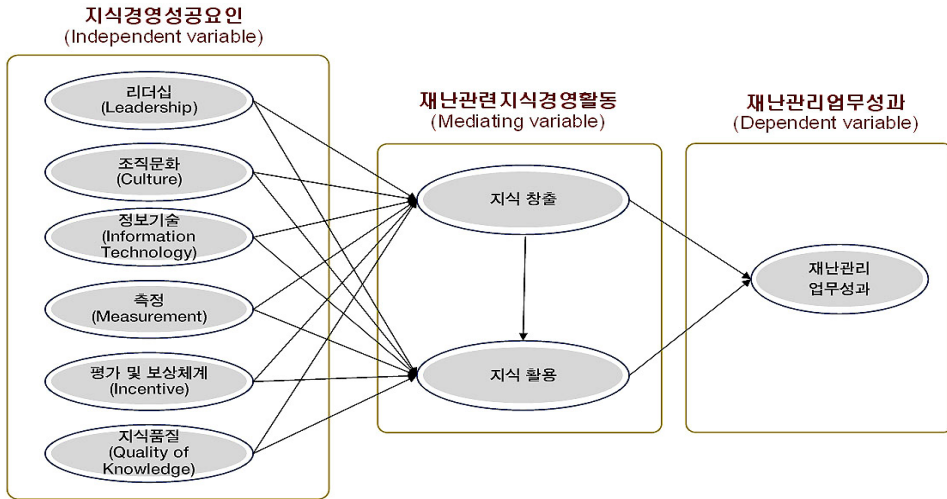 지식경영성공요인
(Independent variable)
리더십
(Leadership)
조직문화
(Culture)
정보기술
(Information
Technology)
측정
(Measurement)
평가 및 보상체계
(Incentive)
지식품질
(Quality of
Knowledge)
재난관련지식경영활동
(Mediating variable)
지식 창출
지식 활용
재난관리업무성과
(Dependent variable)
재난관리
업무성과